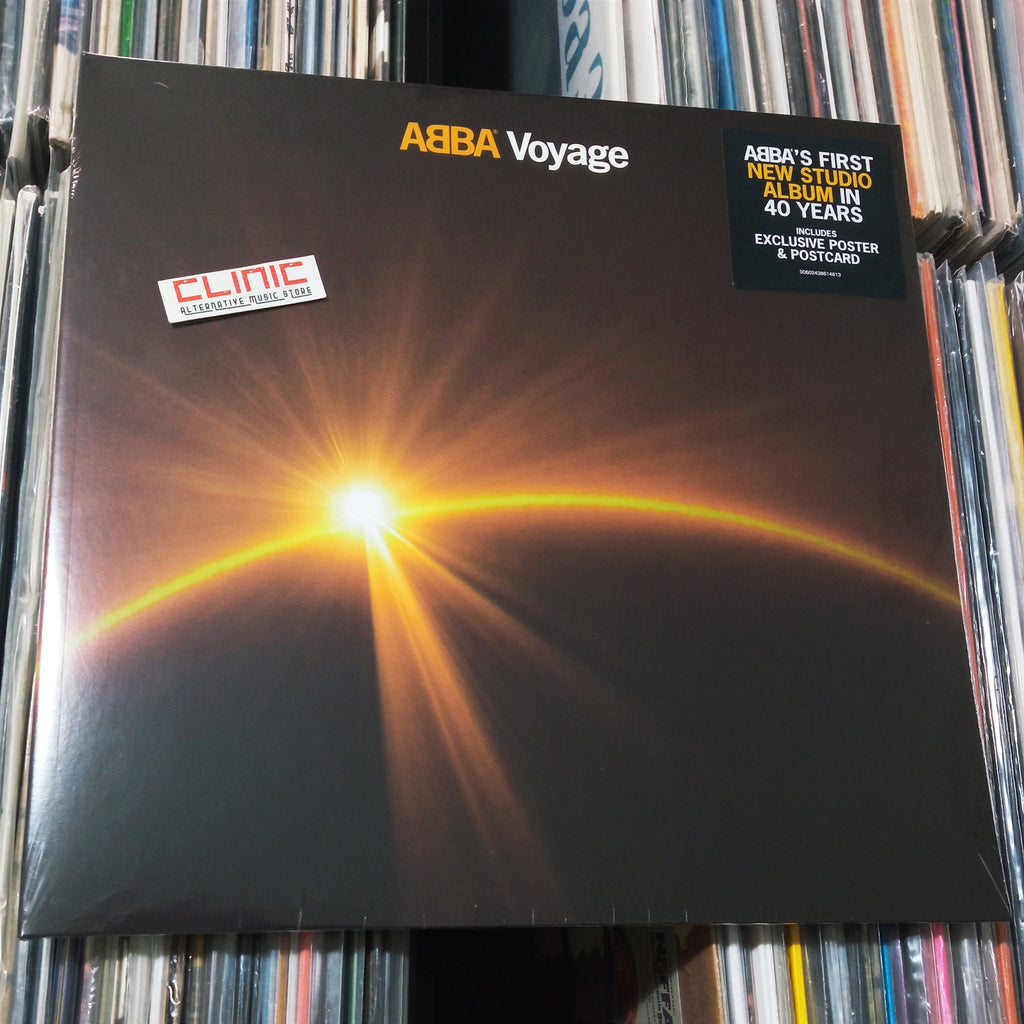 ABBA® Voyage
ABBA'S FIRST
NEW STUDIO
ALBUM IN
40 YEARS
INCLUDES
EXCLUSIVE POSTER
& POSTCARD
00602438614813
CLINIC
ALTERNATIVE MUSIC STORE